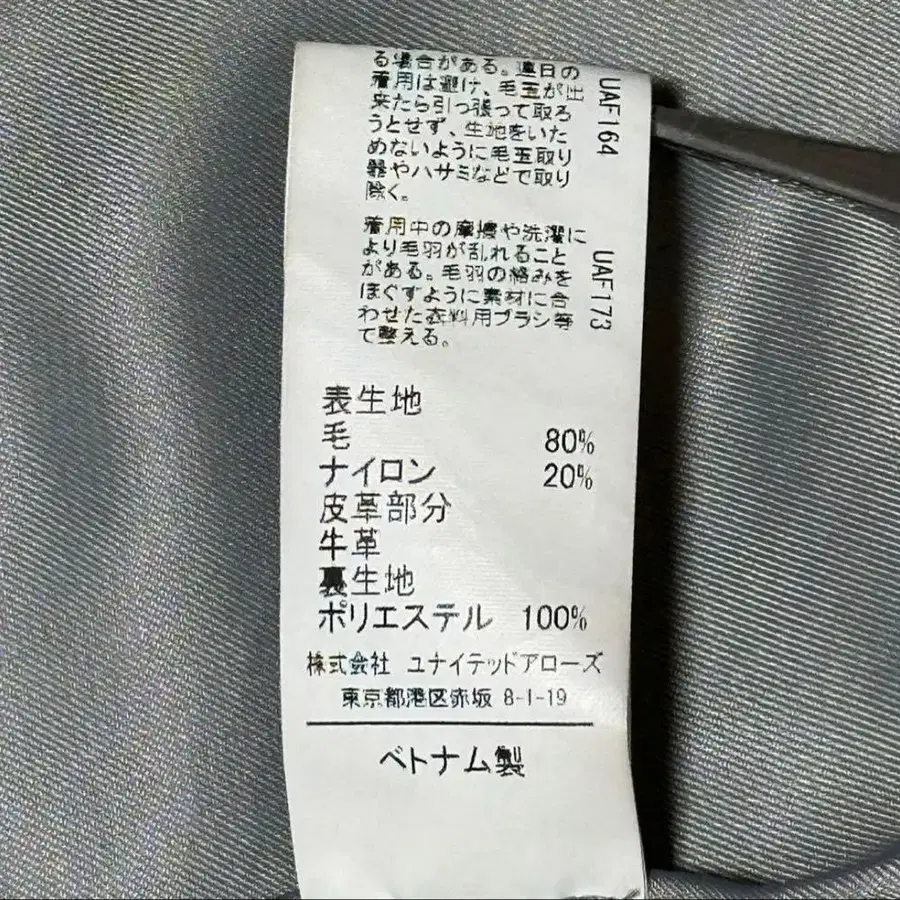 る場合がある。連日の
着用は避け、毛玉が出
来たら引っ張って取ろ
うとせず、生地をいた
めないように毛玉取り
器やハサミなどで取り
除く。
UAF164
着用中の摩擦や洗濯に
より毛羽が乱れること
がある。毛羽の絡みを
ほぐすように素材に合
わせた衣料用ブラシ等
で整える。
UAF173
表生地
毛 80%
ナイロン 20%
皮革部分
牛革
裏生地
ポリエステル 100%
株式会社 ユナイテッドアローズ
東京都港区赤坂 8-1-19
ベトナム製